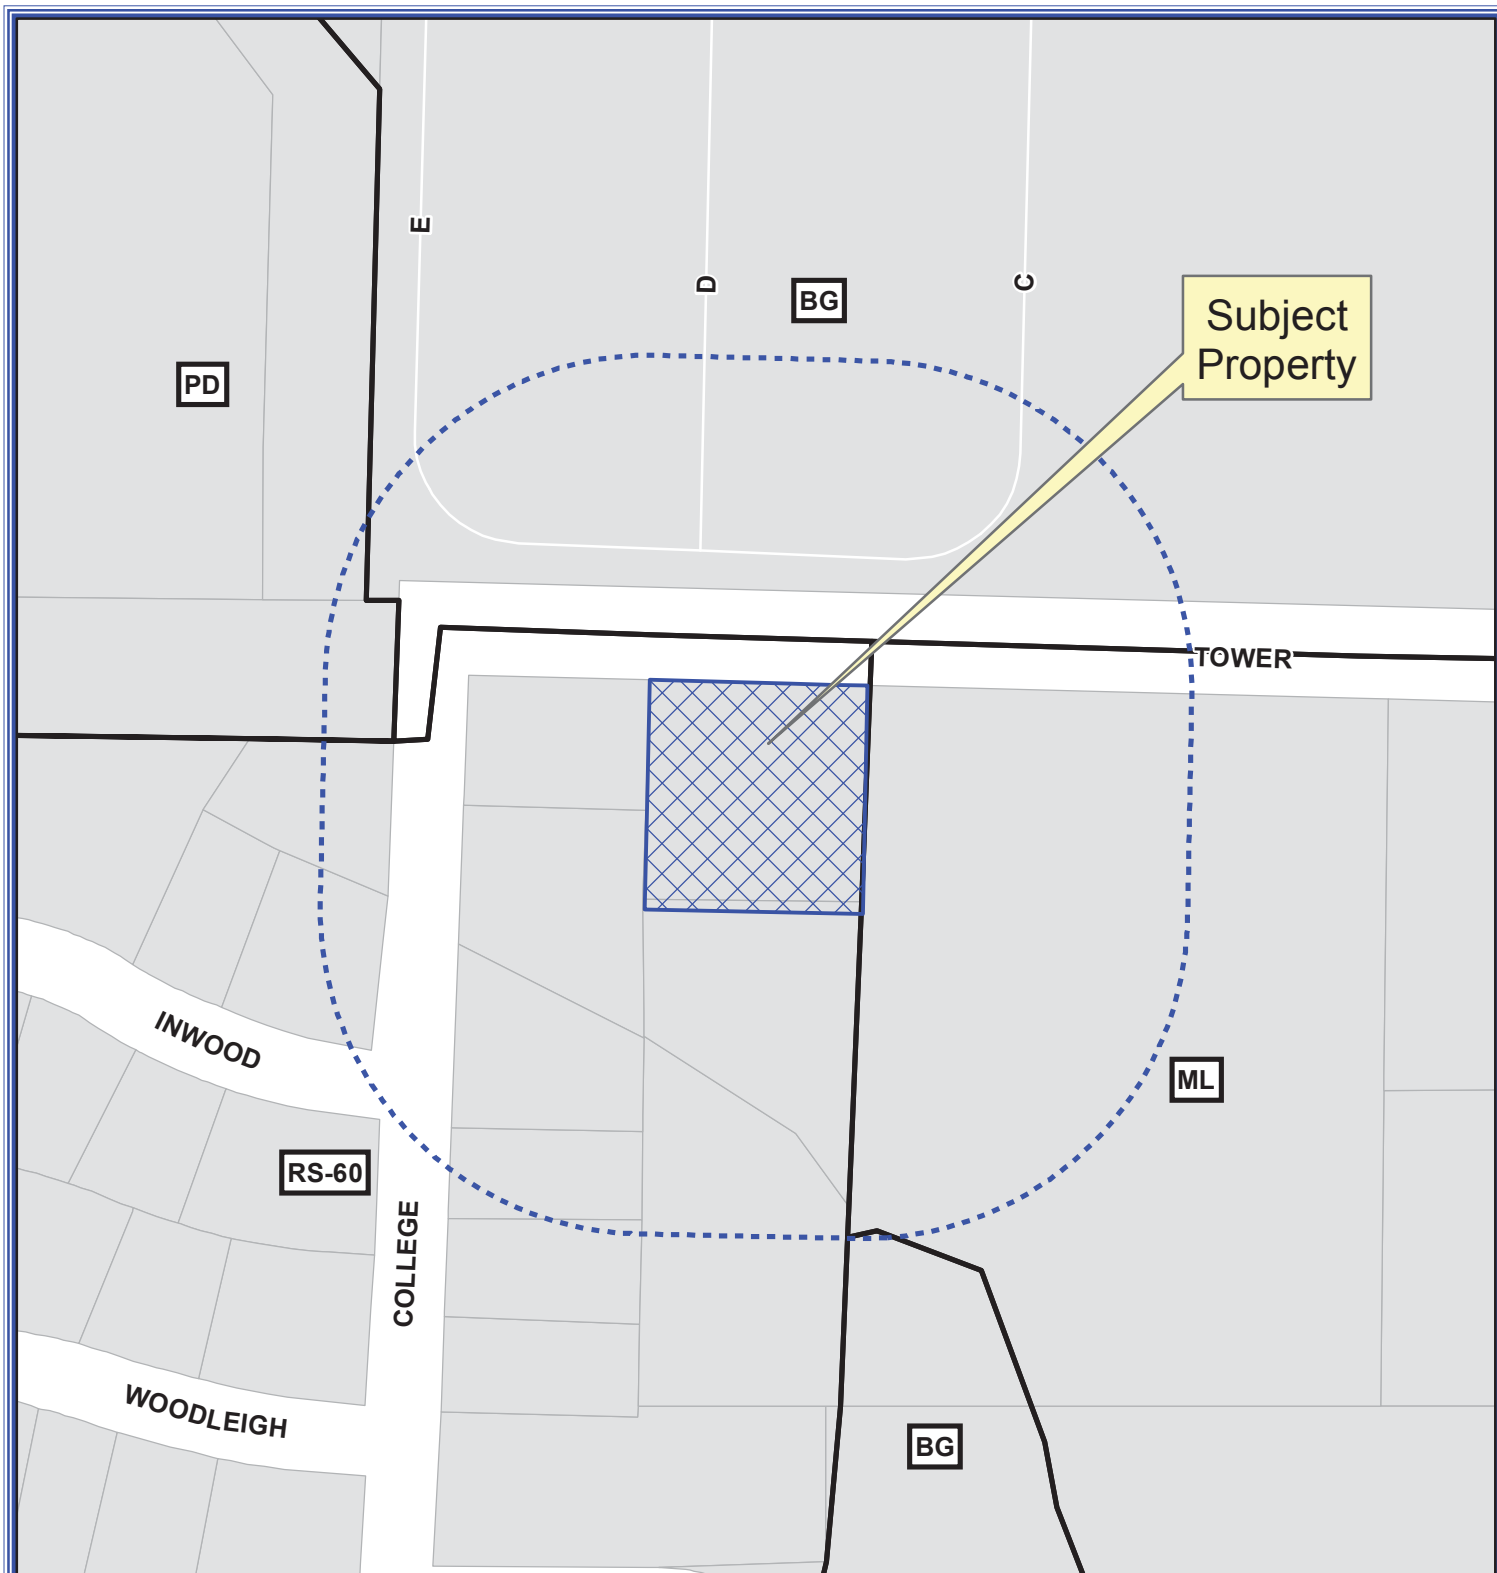 E
D
C
BG
Subject
Property
PD
TOWER
INWOOD
ML
RS-60
COLLEGE
WOODLEIGH
BG